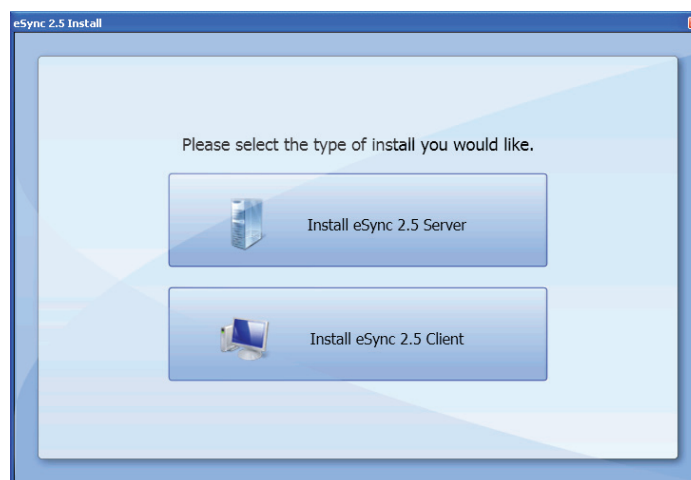 eSync 2.5 Install
Please select the type of install you would like.
Install eSync 2.5 Server
Install eSync 2.5 Client